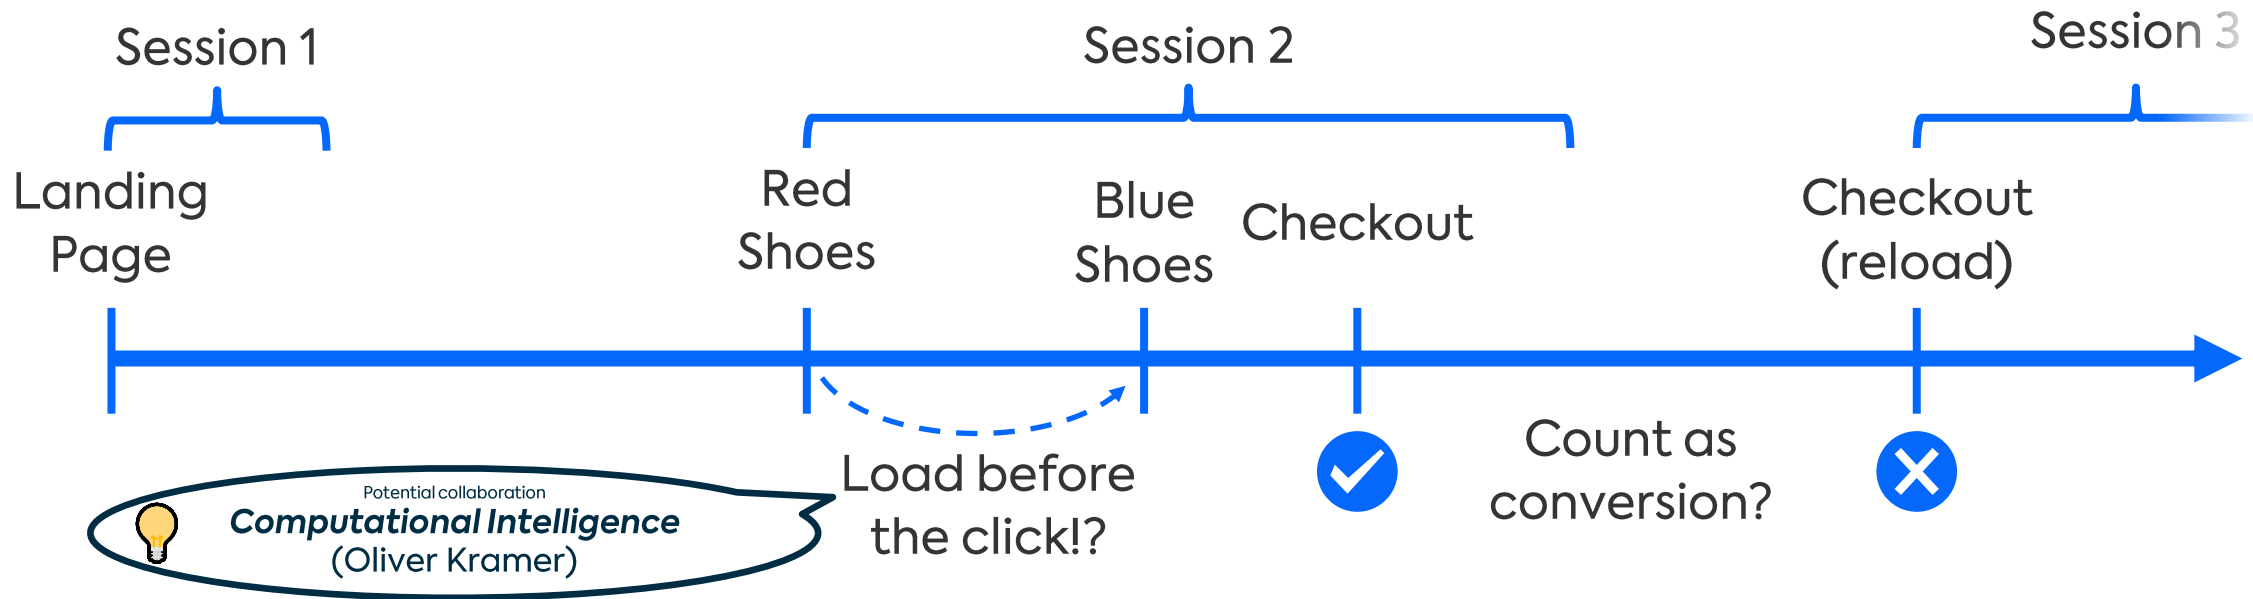 Session 1
Session 2
Session 3
Landing
Page
Red
Shoes
Blue
Shoes
Checkout
Checkout
(reload)
Load before
the click!?
Count as
conversion?
Potential collaboration
Computational Intelligence
(Oliver Kramer)